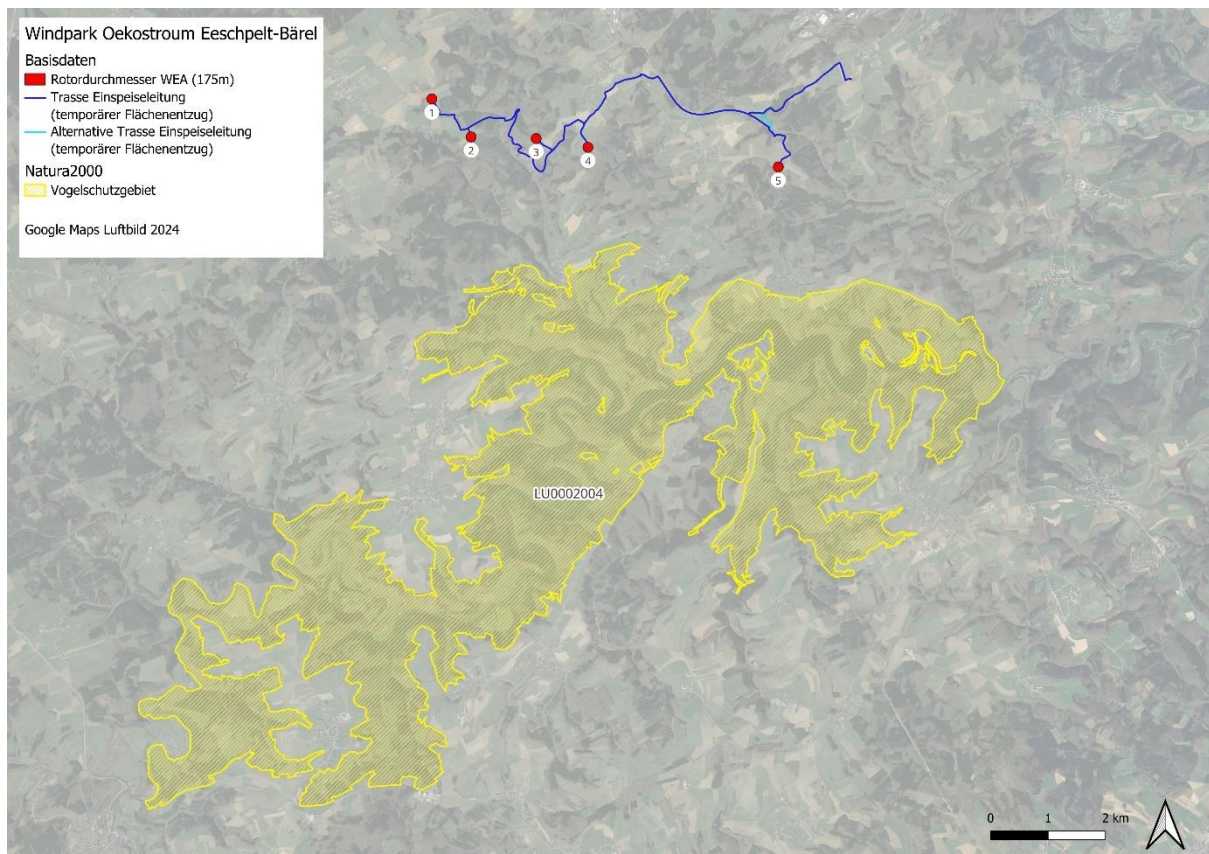 Windpark Oekostroum Eeschpelt-Bärel
Basisdaten
Rotordurchmesser WEA (175m)
Trasse Einspeiseleitung
(temporärer Flächenentzug)
Alternative Trasse Einspeiseleitung
(temporärer Flächenentzug)
Natura2000
Vogelschutzgebiet
Google Maps Luftbild 2024
1
2
3
4
5
LU0002004
0 1 2 km